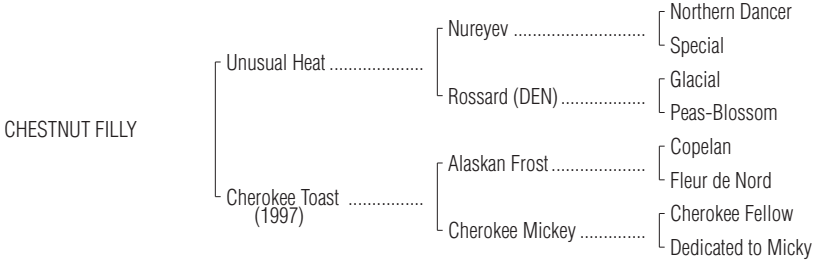 Northern Dancer
Nureyev ............................
Special
Unusual Heat ....................
Glacial
Rossard (DEN) ..................
Peas-Blossom
CHESTNUT FILLY
Copelan
Alaskan Frost ....................
Fleur de Nord
Cherokee Toast ................
(1997)
Cherokee Fellow
Cherokee Mickey ..............
Dedicated to Micky